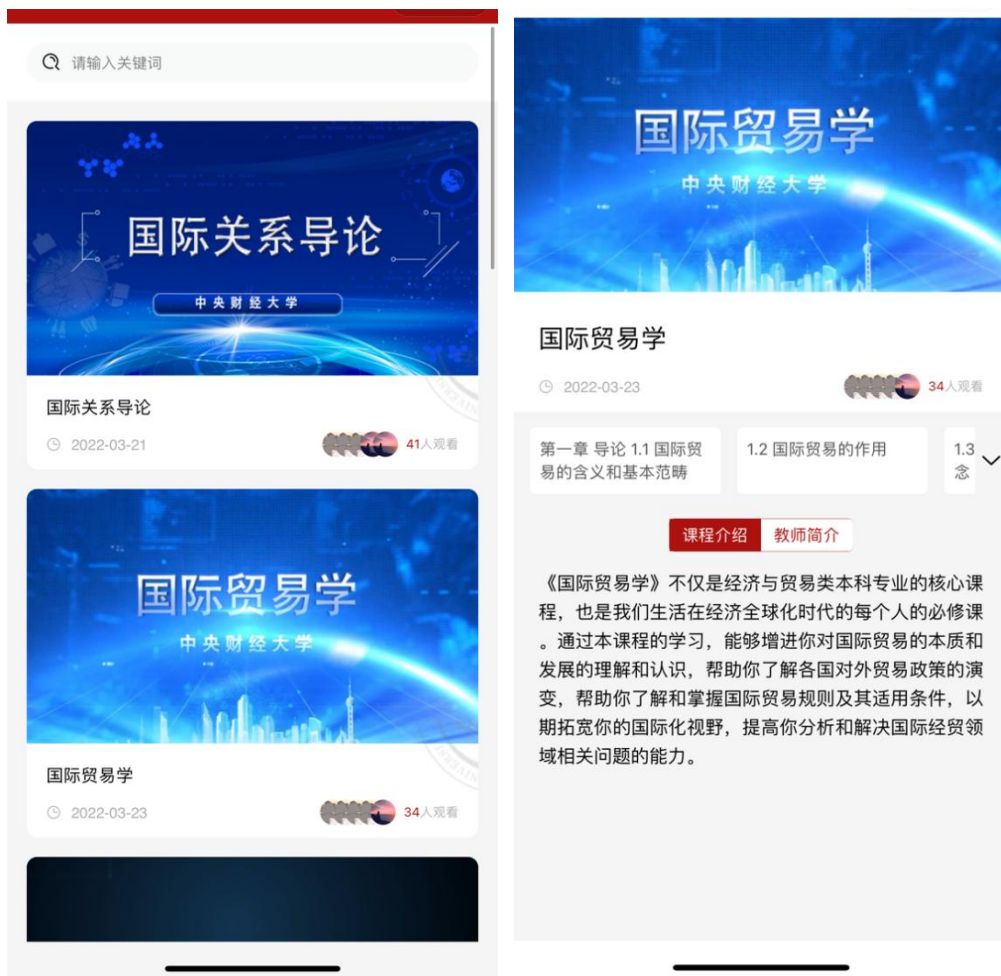 请输入关键词
国际关系导论
中央财经大学
国际关系导论
2022-03-21
41人观看
国际贸易学
中央财经大学
国际贸易学
2022-03-23
34人观看
国际贸易学
中央财经大学
国际贸易学
2022-03-23
34人观看
第一章 导论 1.1 国际贸
易的含义和基本范畴
1.2 国际贸易的作用
1.3
念
课程介绍
教师简介
《国际贸易学》不仅是经济与贸易类本科专业的核心课
程，也是我们生活在经济全球化时代的每个人的必修课
。通过本课程的学习，能够增进你对国际贸易的本质和
发展的理解和认识，帮助你了解各国对外贸易政策的演
变，帮助你了解和掌握国际贸易规则及其适用条件，以
期拓宽你的国际化视野，提高你分析和解决国际经贸领
域相关问题的能力。